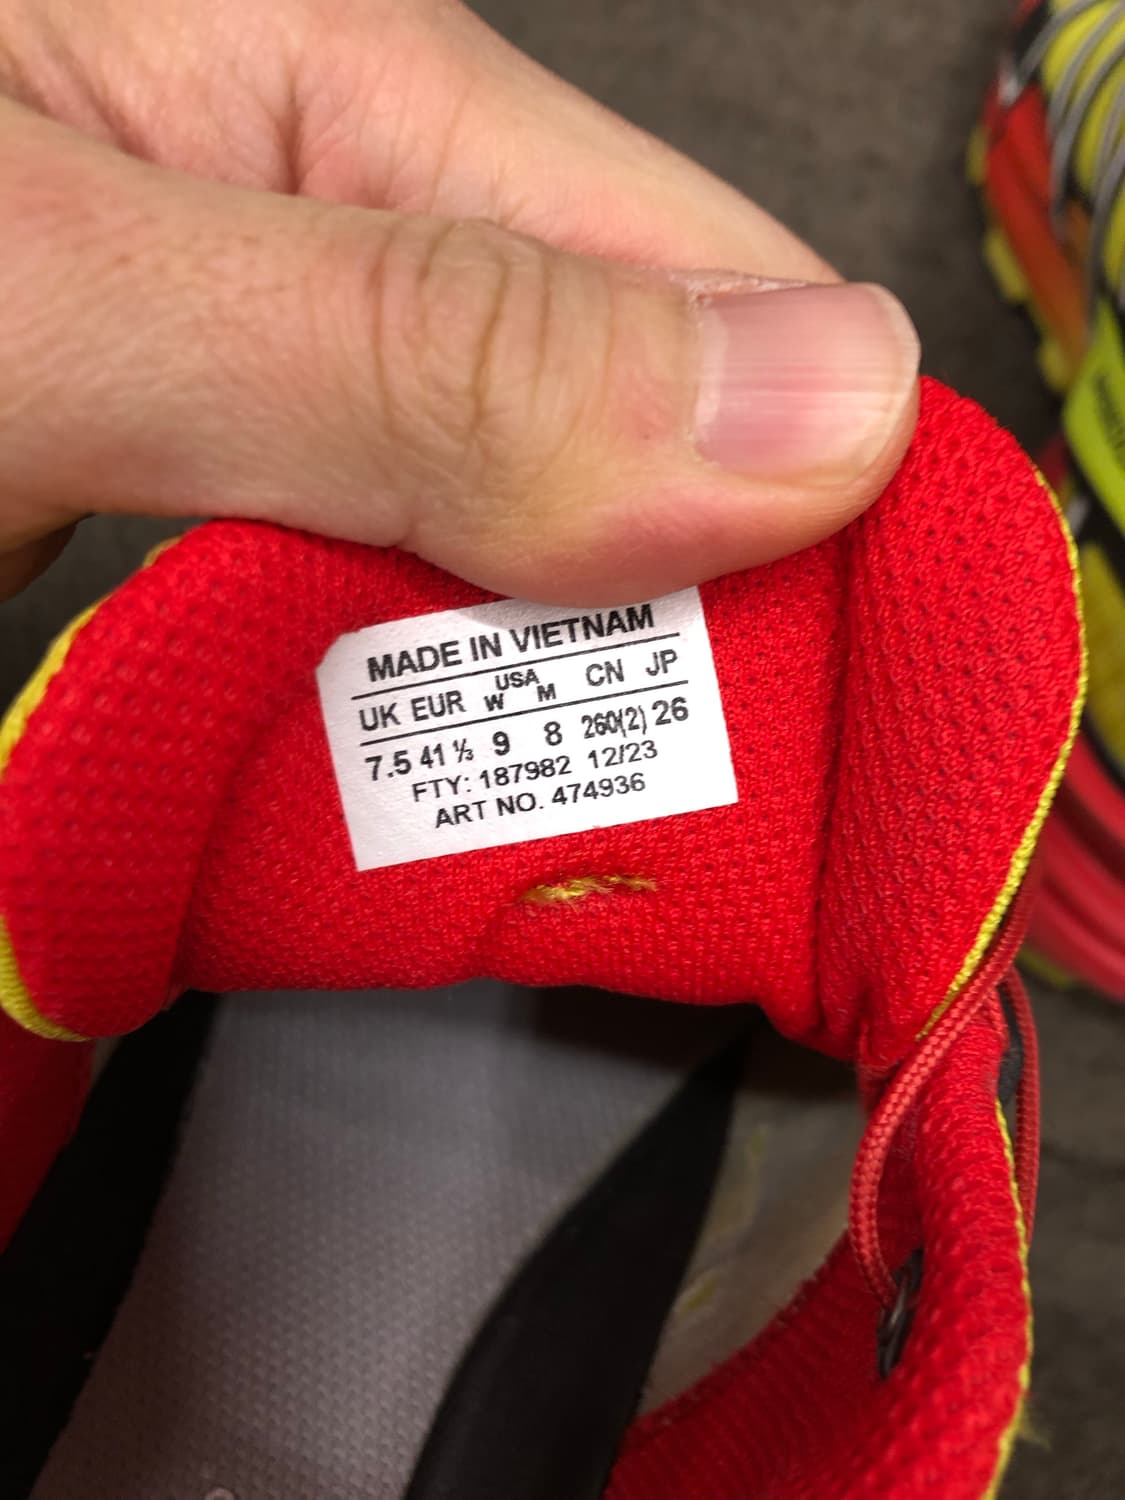 MADE IN VIETNAM
UK EUR USA W M CN JP
7.5 41 ⅓ 9 8 260(2) 26
FTY: 187982 12/23
ART NO. 474936